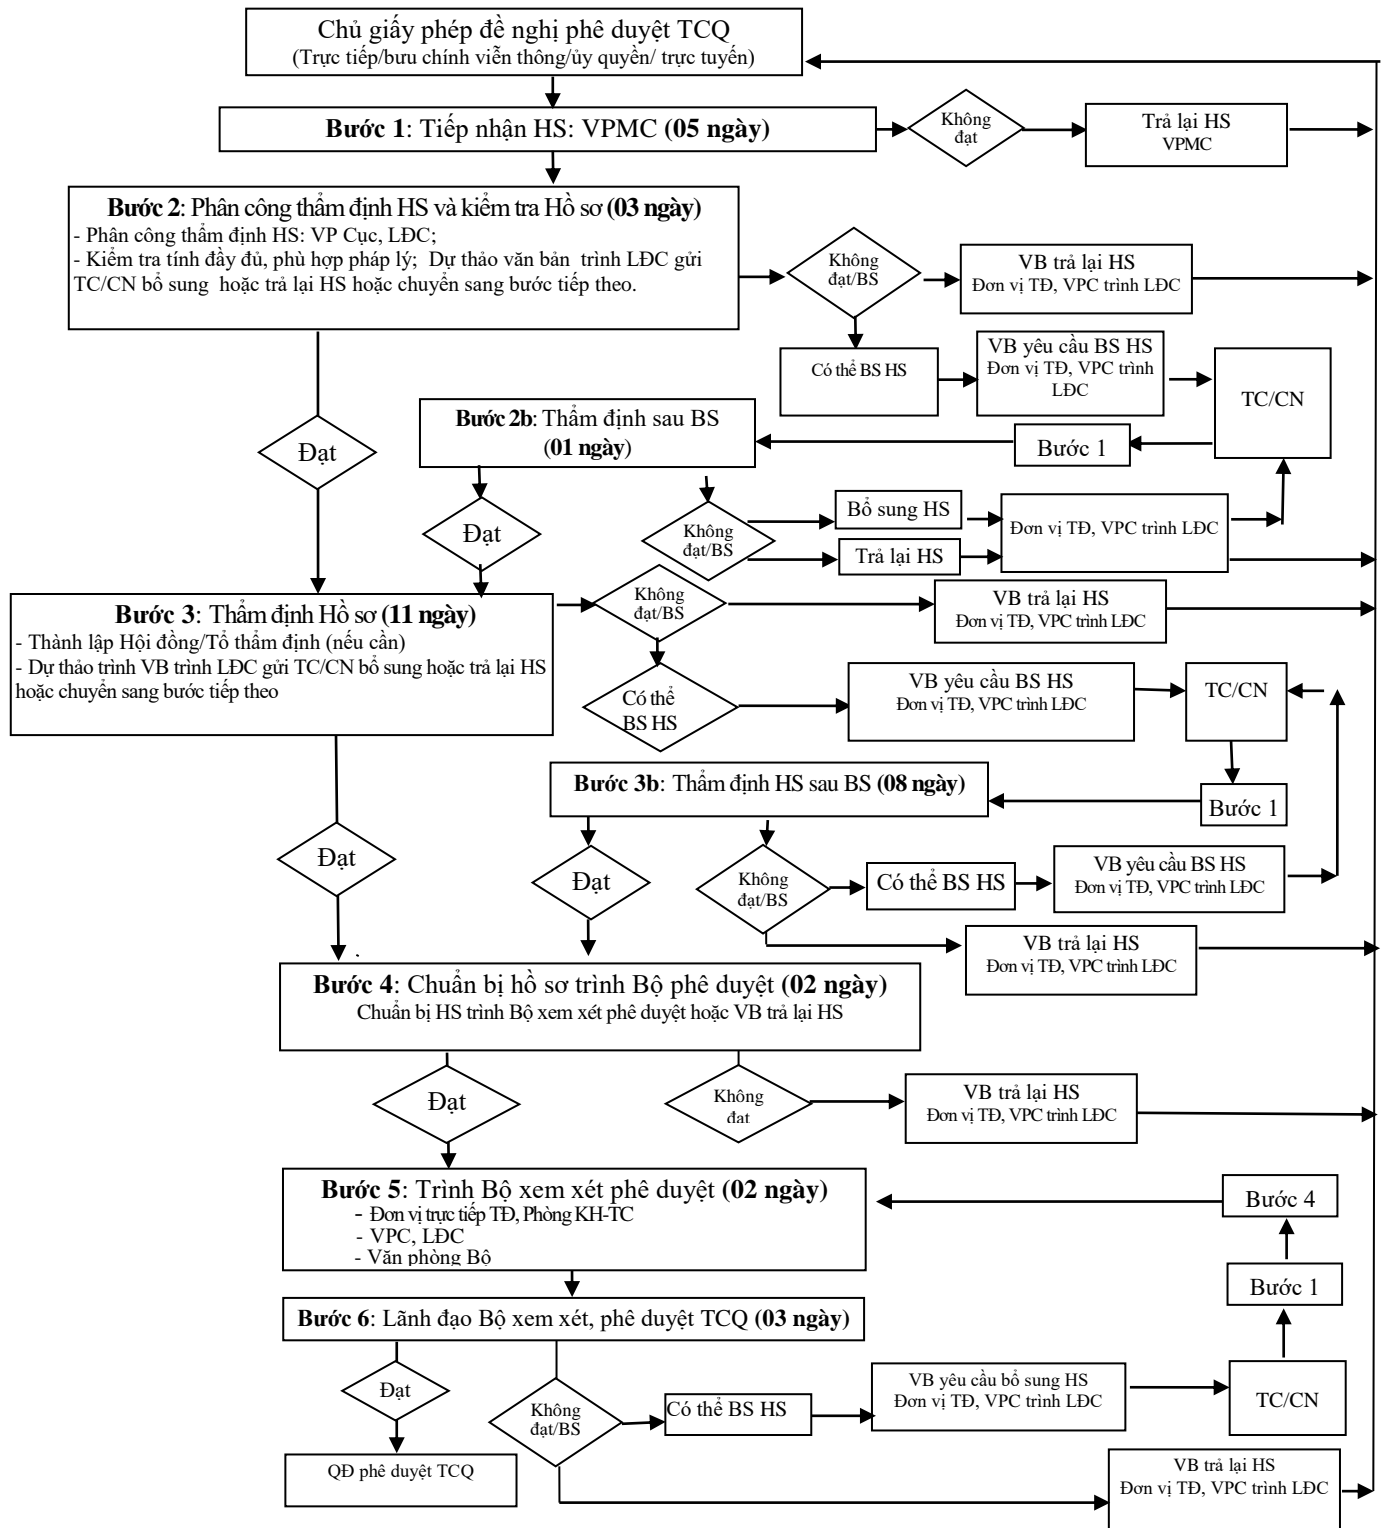 Chủ giấy phép đề nghị phê duyệt TCQ
(Trực tiếp/bưu chính viễn thông/ủy quyền/ trực tuyến)
Bước 1: Tiếp nhận HS: VPMC (05 ngày)
Không
đạt
Trả lại HS
VPMC
Bước 2: Phân công thẩm định HS và kiểm tra Hồ sơ (03 ngày)
- Phân công thẩm định HS: VP Cục, LĐC;
- Kiểm tra tính đầy đủ, phù hợp pháp lý; Dự thảo văn bản trình LĐC gửi
TC/CN bổ sung hoặc trả lại HS hoặc chuyển sang bước tiếp theo.
Không
đạt/BS
VB trả lại HS
Đơn vị TĐ, VPC trình LĐC
Có thể BS HS
VB yêu cầu BS HS
Đơn vị TĐ, VPC trình
LĐC
TC/CN
Đạt
Bước 2b: Thẩm định sau BS
(01 ngày)
Bước 1
Đạt
Không
đạt/BS
Bổ sung HS
Trả lại HS
Đơn vị TĐ, VPC trình LĐC
Bước 3: Thẩm định Hồ sơ (11 ngày)
- Thành lập Hội đồng/Tổ thẩm định (nếu cần)
- Dự thảo trình VB trình LĐC gửi TC/CN bổ sung hoặc trả lại HS
hoặc chuyển sang bước tiếp theo
Không
đạt/BS
VB trả lại HS
Đơn vị TĐ, VPC trình LĐC
Có thể
BS HS
VB yêu cầu BS HS
Đơn vị TĐ, VPC trình LĐC
TC/CN
Bước 3b: Thẩm định HS sau BS (08 ngày)
Bước 1
Đạt
Đạt
Không
đạt/BS
Có thể BS HS
VB yêu cầu BS HS
Đơn vị TĐ, VPC trình LĐC
VB trả lại HS
Đơn vị TĐ, VPC trình LĐC
Bước 4: Chuẩn bị hồ sơ trình Bộ phê duyệt (02 ngày)
Chuẩn bị HS trình Bộ xem xét phê duyệt hoặc VB trả lại HS
Đạt
Không
đạt
VB trả lại HS
Đơn vị TĐ, VPC trình LĐC
Bước 5: Trình Bộ xem xét phê duyệt (02 ngày)
- Đơn vị trực tiếp TĐ, Phòng KH-TC
- VPC, LĐC
- Văn phòng Bộ
Bước 4
Bước 1
Bước 6: Lãnh đạo Bộ xem xét, phê duyệt TCQ (03 ngày)
Đạt
Không
đạt/BS
Có thể BS HS
VB yêu cầu bổ sung HS
Đơn vị TĐ, VPC trình LĐC
TC/CN
QĐ phê duyệt TCQ
VB trả lại HS
Đơn vị TĐ, VPC trình LĐC